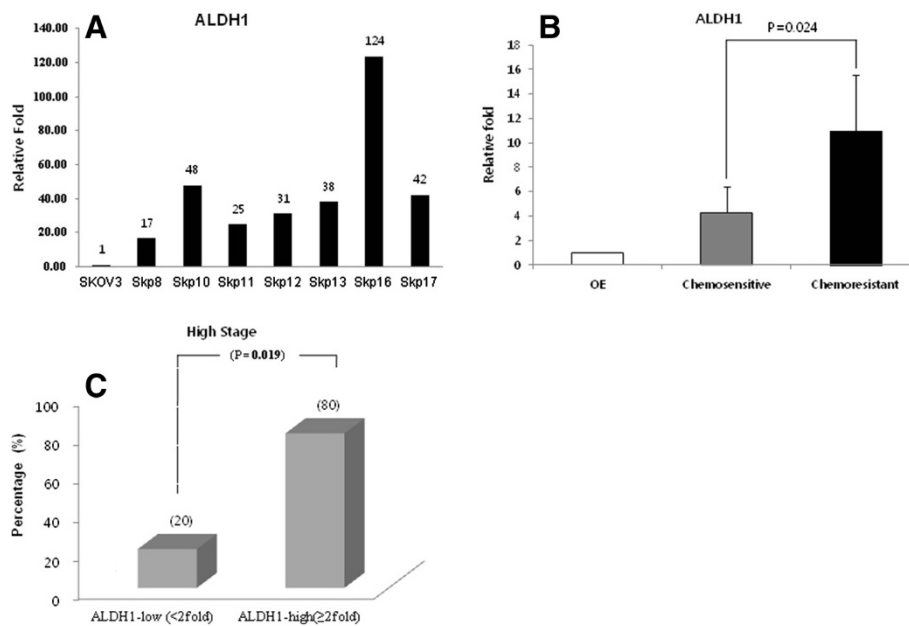 A
ALDH1
140.00
120.00
100.00
80.00
60.00
40.00
20.00
0.00
Relative Fold
1
17
48
25
31
38
124
42
SKOV3 Skp8 Skp10 Skp11 Skp12 Skp13 Skp16 Skp17
B
ALDH1
P=0.024
18
16
14
12
10
8
6
4
2
0
Relative fold
OE Chemosensitive Chemoresistant
High Stage
(P=0.019)
C
100
80
60
40
20
0
Percentage (%)
(20)
(80)
ALDH1-low (<2fold) ALDH1-high(≥2fold)